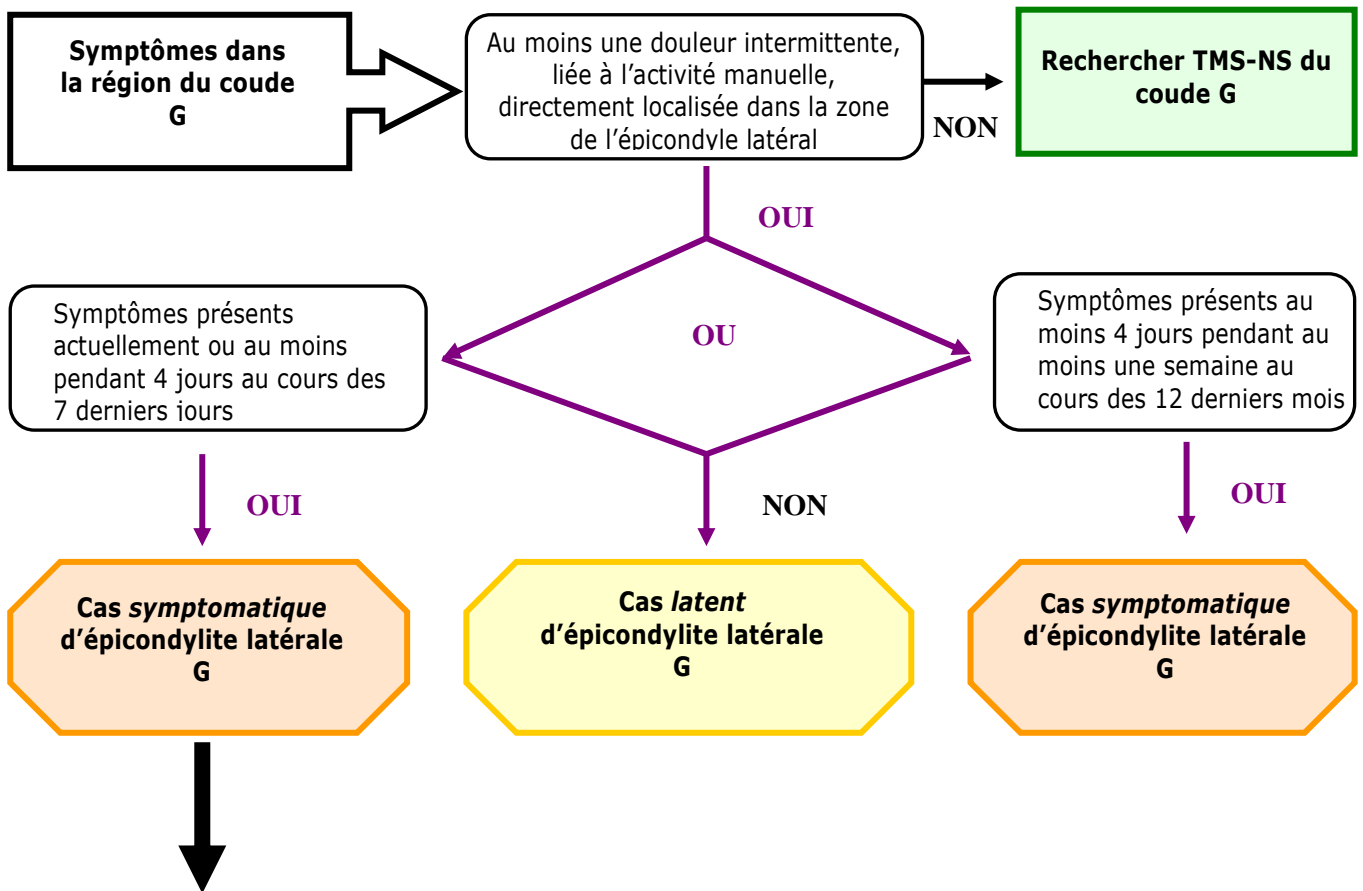 Symptômes dans
la région du coude
G
Au moins une douleur intermittente,
liée à l’activité manuelle,
directement localisée dans la zone
de l’épicondyle latéral
NON
Rechercher TMS-NS du
coude G
OUI
Symptômes présents
actuellement ou au moins
pendant 4 jours au cours des
7 derniers jours
OU
Symptômes présents au
moins 4 jours pendant au
moins une semaine au
cours des 12 derniers mois
OUI
NON
OUI
Cas symptomatique
d’épicondylite latérale
G
Cas latent
d’épicondylite latérale
G
Cas symptomatique
d’épicondylite latérale
G